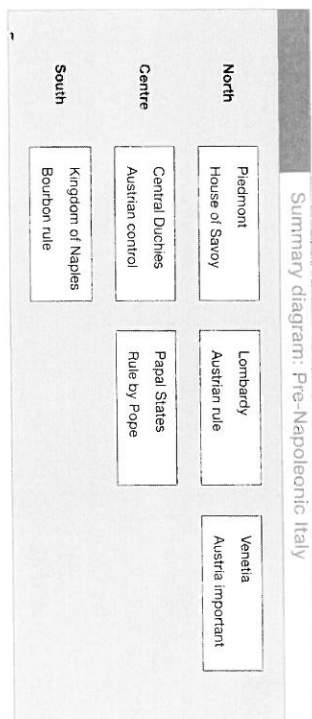 Summary diagram: Pre-Napoleonic Italy
North
Piedmont
House of Savoy
Lombardy
Austrian rule
Venetia
Austria important
Centre
Central Duchies
Austrian control
Papal States
Rule by Pope
South
Kingdom of Naples
Bourbon rule